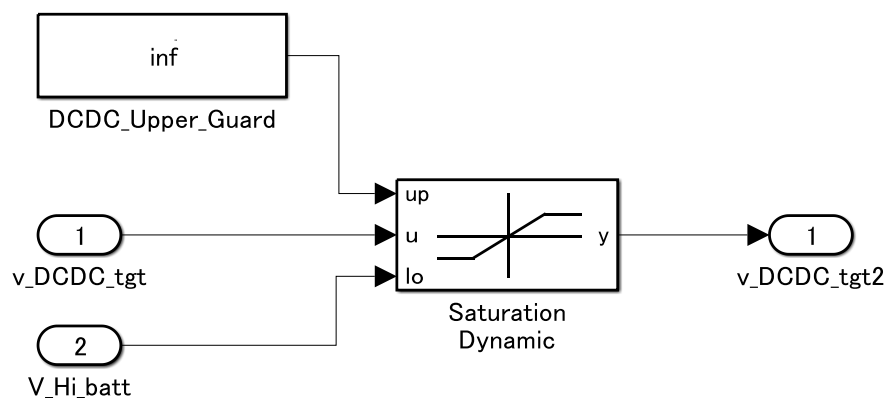 inf
DCDC_Upper_Guard
up
1
u
y
1
v_DCDC_tgt
lo
v_DCDC_tgt2
Saturation
Dynamic
2
V_Hi_batt